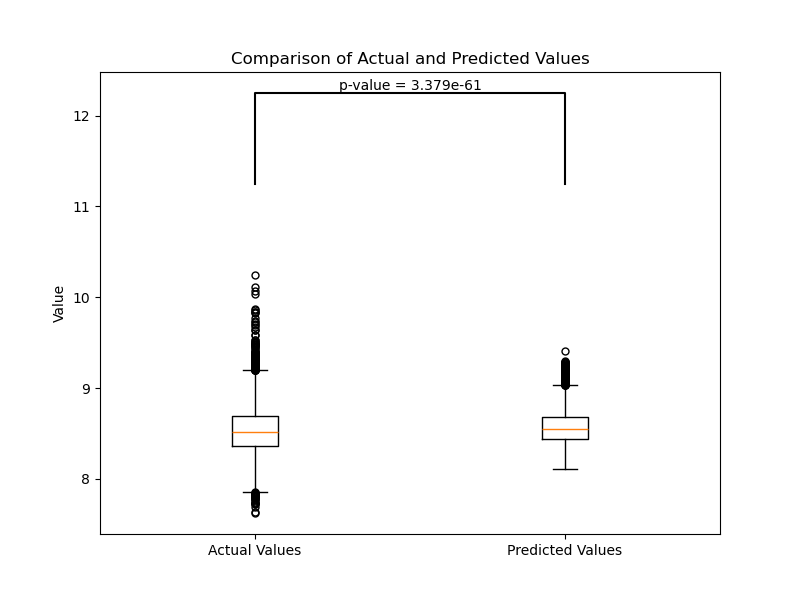 Comparison of Actual and Predicted Values
p-value = 3.379e-61
12
11
10
9
8
Value
Actual Values
Predicted Values